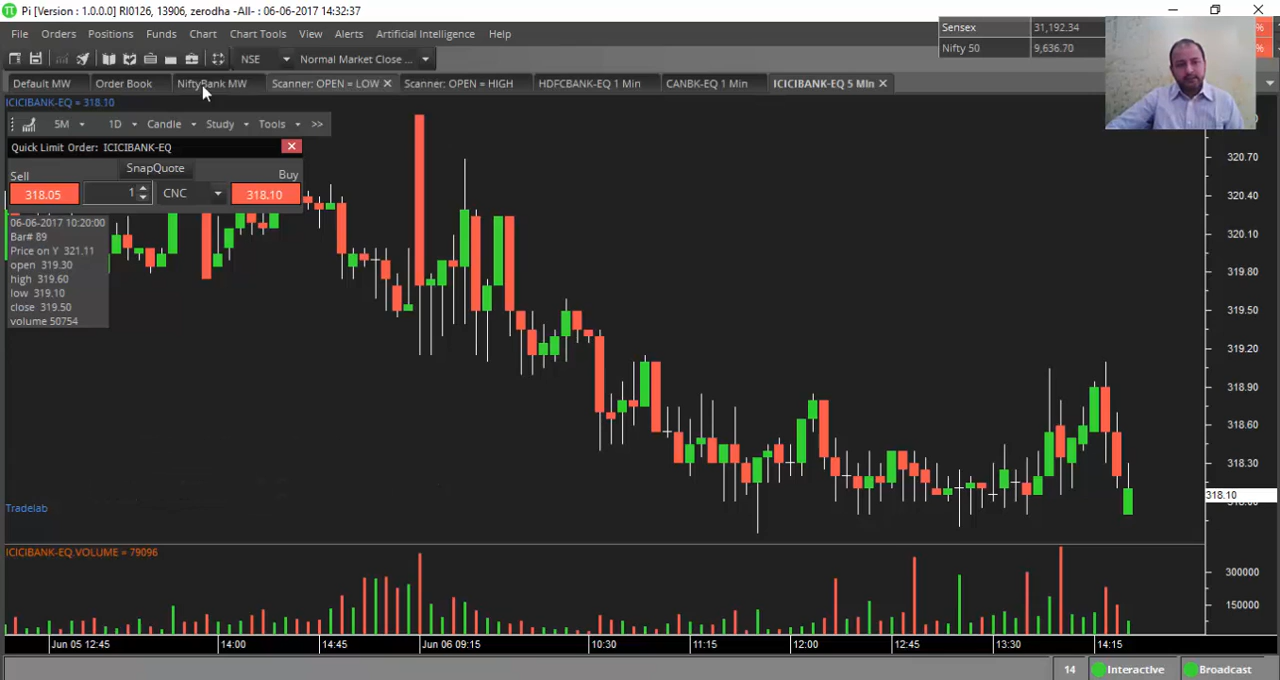 Pi [Version : 1.0.0.0] RI0126, 13906, zerodha -All- : 06-06-2017 14:32:37
File Orders Positions Funds Chart Chart Tools View Alerts Artificial Intelligence Help
Sensex 31,192.34 %
Nifty 50 9,636.70 %
NSE Normal Market Close ...
Default MW Order Book NiftyBank MW Scanner: OPEN = LOW Scanner: OPEN = HIGH HDFCBANK-EQ 1 Min CANBK-EQ 1 Min ICICIBANK-EQ 5 Min
ICICIBANK-EQ = 318.10
5M 1D Candle Study Tools >>
Quick Limit Order: ICICIBANK-EQ
SnapQuote
Sell Buy
318.05 1 CNC 318.10
06-06-2017 10:20:00
Bar# 89
Price on Y 321.11
open 319.30
high 319.60
low 319.10
close 319.50
volume 50754
320.70
320.40
320.10
319.80
319.50
319.20
318.90
318.60
318.30
318.10
Tradelab
ICICIBANK-EQ.VOLUME = 79096
300000
150000
Jun 05 12:45 14:00 14:45 Jun 06 09:15 10:30 11:15 12:00 12:45 13:30 14:15
14 Interactive Broadcast